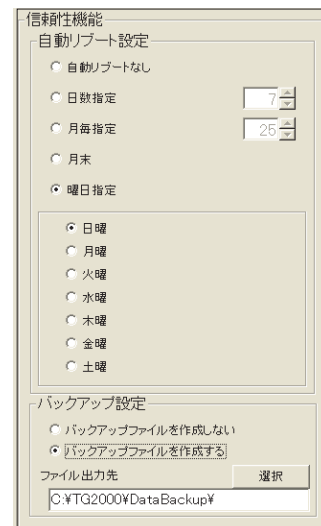 信頼性機能
自動リブート設定
自動リブートなし
日数指定 7
月毎指定 25
月末
曜日指定
日曜
月曜
火曜
水曜
木曜
金曜
土曜
バックアップ設定
バックアップファイルを作成しない
バックアップファイルを作成する
ファイル出力先 選択
C:¥TG2000¥DataBackup¥